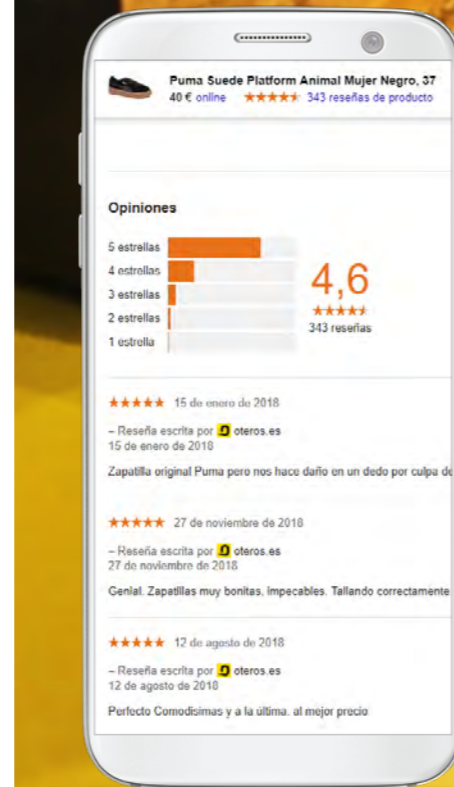 Puma Suede Platform Animal Mujer Negro, 37
40 € online ★★★★★ 343 reseñas de producto
Opiniones
5 estrellas
4 estrellas
3 estrellas
2 estrellas
1 estrella
4,6
★★★★★
343 reseñas
★★★★★ 15 de enero de 2018
– Reseña escrita por oteros.es
15 de enero de 2018
Zapatilla original Puma pero nos hace daño en un dedo por culpa de
★★★★★ 27 de noviembre de 2018
– Reseña escrita por oteros.es
27 de noviembre de 2018
Genial. Zapatillas muy bonitas, impecables. Tallando correctamente
★★★★★ 12 de agosto de 2018
– Reseña escrita por oteros.es
12 de agosto de 2018
Perfecto Comodisimas y a la última. al mejor precio